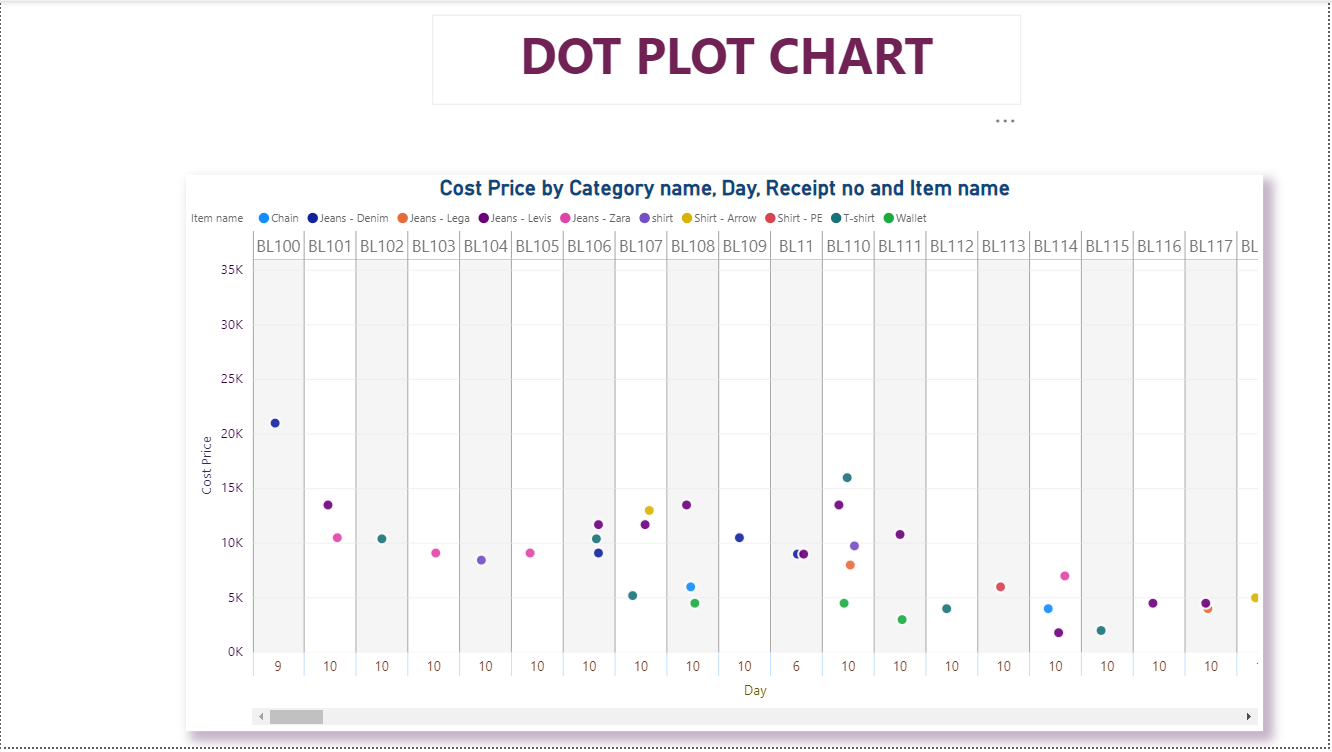 DOT PLOT CHART
Cost Price by Category name, Day, Receipt no and Item name
Item name Chain Jeans - Denim Jeans - Lega Jeans - Levis Jeans - Zara shirt Shirt - Arrow Shirt - PE T-shirt Wallet
BL100 BL101 BL102 BL103 BL104 BL105 BL106 BL107 BL108 BL109 BL11 BL110 BL111 BL112 BL113 BL114 BL115 BL116 BL117 BL
35K
30K
25K
20K
15K
10K
5K
0K
Cost Price
9 10 10 10 10 10 10 10 10 10 6 10 10 10 10 10 10 10 10
Day